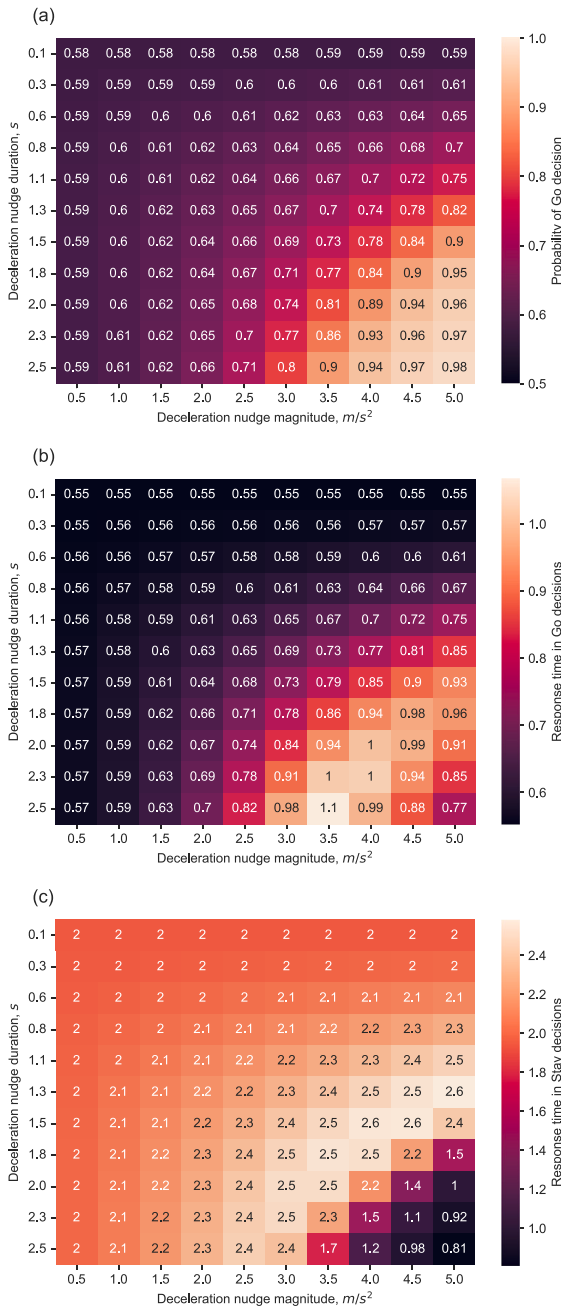 (a)
0.1 0.58 0.58 0.58 0.58 0.58 0.58 0.59 0.59 0.59 0.59
0.3 0.59 0.59 0.59 0.59 0.6 0.6 0.6 0.61 0.61 0.61
0.6 0.59 0.59 0.6 0.6 0.61 0.62 0.63 0.63 0.64 0.65
0.8 0.59 0.6 0.61 0.62 0.63 0.64 0.65 0.66 0.68 0.7
1.1 0.59 0.6 0.61 0.62 0.64 0.66 0.67 0.7 0.72 0.75
1.3 0.59 0.6 0.62 0.63 0.65 0.67 0.7 0.74 0.78 0.82
1.5 0.59 0.6 0.62 0.64 0.66 0.69 0.73 0.78 0.84 0.9
1.8 0.59 0.6 0.62 0.64 0.67 0.71 0.77 0.84 0.9 0.95
2.0 0.59 0.6 0.62 0.65 0.68 0.74 0.81 0.89 0.94 0.96
2.3 0.59 0.61 0.62 0.65 0.7 0.77 0.86 0.93 0.96 0.97
2.5 0.59 0.61 0.62 0.66 0.71 0.8 0.9 0.94 0.97 0.98
0.5 1.0 1.5 2.0 2.5 3.0 3.5 4.0 4.5 5.0
Deceleration nudge magnitude, m/s²
Deceleration nudge duration, s
1.0
0.9
0.8
0.7
0.6
0.5
Probability of Go decision
(b)
0.1 0.55 0.55 0.55 0.55 0.55 0.55 0.55 0.55 0.55 0.55
0.3 0.55 0.56 0.56 0.56 0.56 0.56 0.56 0.57 0.57 0.57
0.6 0.56 0.56 0.57 0.57 0.58 0.58 0.59 0.6 0.6 0.61
0.8 0.56 0.57 0.58 0.59 0.6 0.61 0.63 0.64 0.66 0.67
1.1 0.56 0.58 0.59 0.61 0.63 0.65 0.67 0.7 0.72 0.75
1.3 0.57 0.58 0.6 0.63 0.65 0.69 0.73 0.77 0.81 0.85
1.5 0.57 0.59 0.61 0.64 0.68 0.73 0.79 0.85 0.9 0.93
1.8 0.57 0.59 0.62 0.66 0.71 0.78 0.86 0.94 0.98 0.96
2.0 0.57 0.59 0.62 0.67 0.74 0.84 0.94 1 0.99 0.91
2.3 0.57 0.59 0.63 0.69 0.78 0.91 1 1 0.94 0.85
2.5 0.57 0.59 0.63 0.7 0.82 0.98 1.1 0.99 0.88 0.77
0.5 1.0 1.5 2.0 2.5 3.0 3.5 4.0 4.5 5.0
Deceleration nudge magnitude, m/s²
Deceleration nudge duration, s
1.0
0.9
0.8
0.7
0.6
Response time in Go decisions
(c)
0.1 2 2 2 2 2 2 2 2 2 2
0.3 2 2 2 2 2 2 2 2 2 2
0.6 2 2 2 2 2 2.1 2.1 2.1 2.1 2.1
0.8 2 2 2 2.1 2.1 2.1 2.2 2.2 2.3 2.3
1.1 2 2 2.1 2.1 2.2 2.2 2.3 2.3 2.4 2.5
1.3 2 2.1 2.1 2.2 2.2 2.3 2.4 2.5 2.5 2.6
1.5 2 2.1 2.1 2.2 2.3 2.4 2.5 2.6 2.6 2.4
1.8 2 2.1 2.2 2.3 2.4 2.5 2.5 2.5 2.2 1.5
2.0 2 2.1 2.2 2.3 2.4 2.5 2.5 2.2 1.4 1
2.3 2 2.1 2.2 2.3 2.4 2.5 2.3 1.5 1.1 0.92
2.5 2 2.1 2.2 2.3 2.4 2.4 1.7 1.2 0.98 0.81
0.5 1.0 1.5 2.0 2.5 3.0 3.5 4.0 4.5 5.0
Deceleration nudge magnitude, m/s²
Deceleration nudge duration, s
2.4
2.2
2.0
1.8
1.6
1.4
1.2
1.0
Response time in Stay decisions